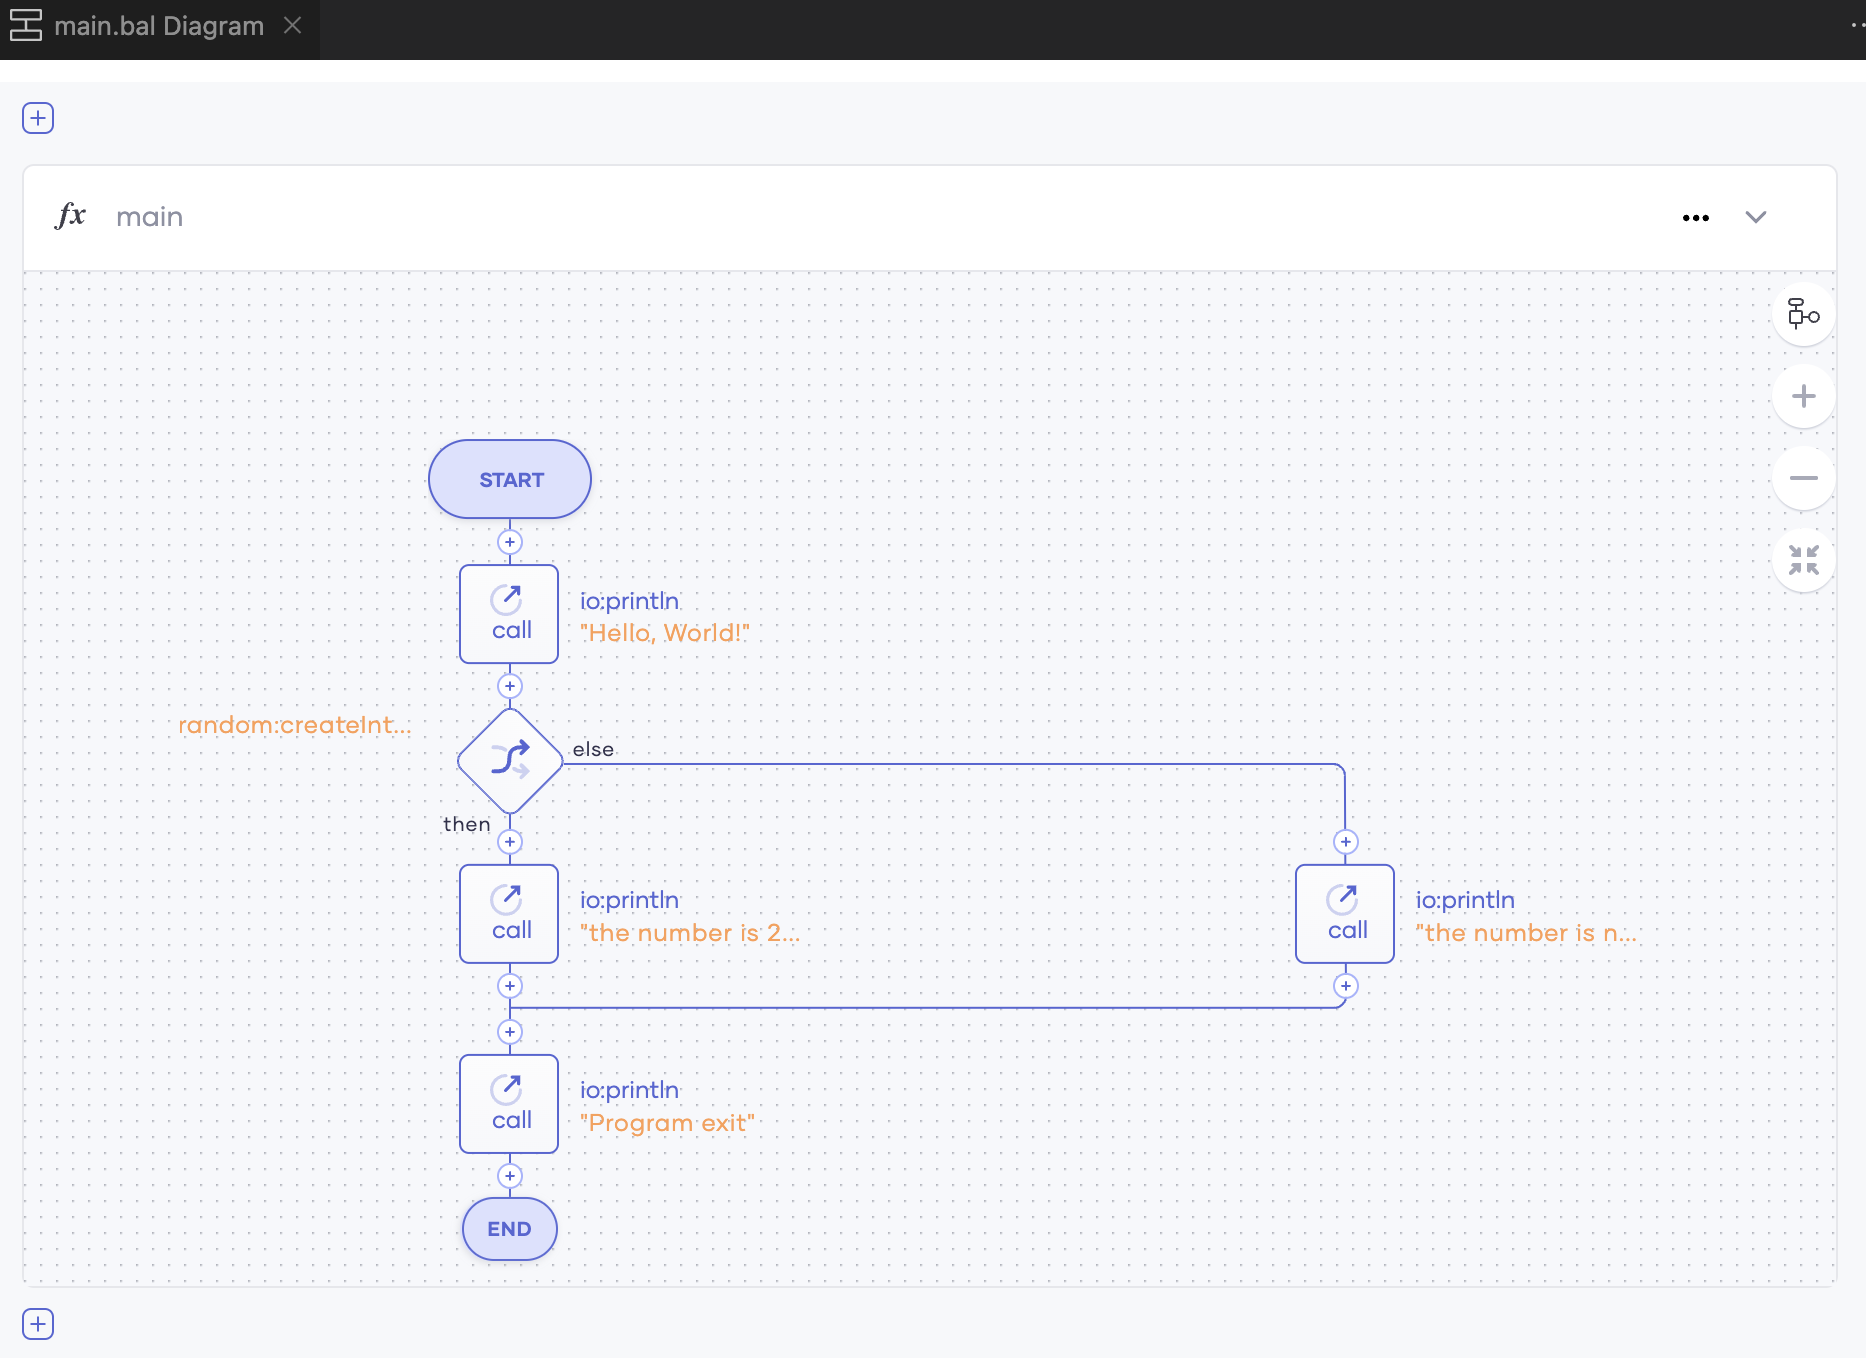 main.bal Diagram
fx main
START
call
io:println
"Hello, World!"
random:createInt...
else
then
call
io:println
"the number is 2...
call
io:println
"the number is n...
call
io:println
"Program exit"
END